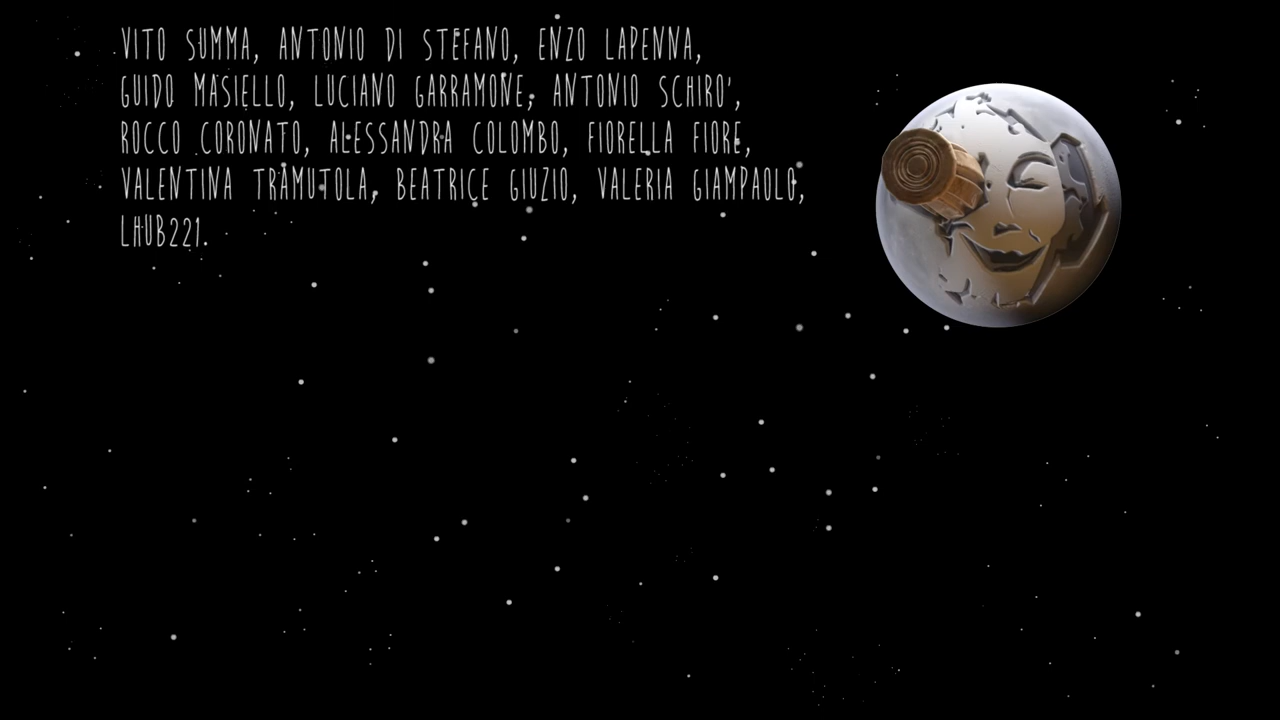 VITO SUMMA, ANTONIO DI STEFANO, ENZO LAPENNA,
GUIDO MASIELLO, LUCIANO GARRAMONE, ANTONIO SCHIRO',
ROCCO CORONATO, ALESSANDRA COLOMBO, FIORELLA FIORE,
VALENTINA TRAMUTOLA, BEATRICE GIUZIO, VALERIA GIAMPAOLO,
LHUB221.